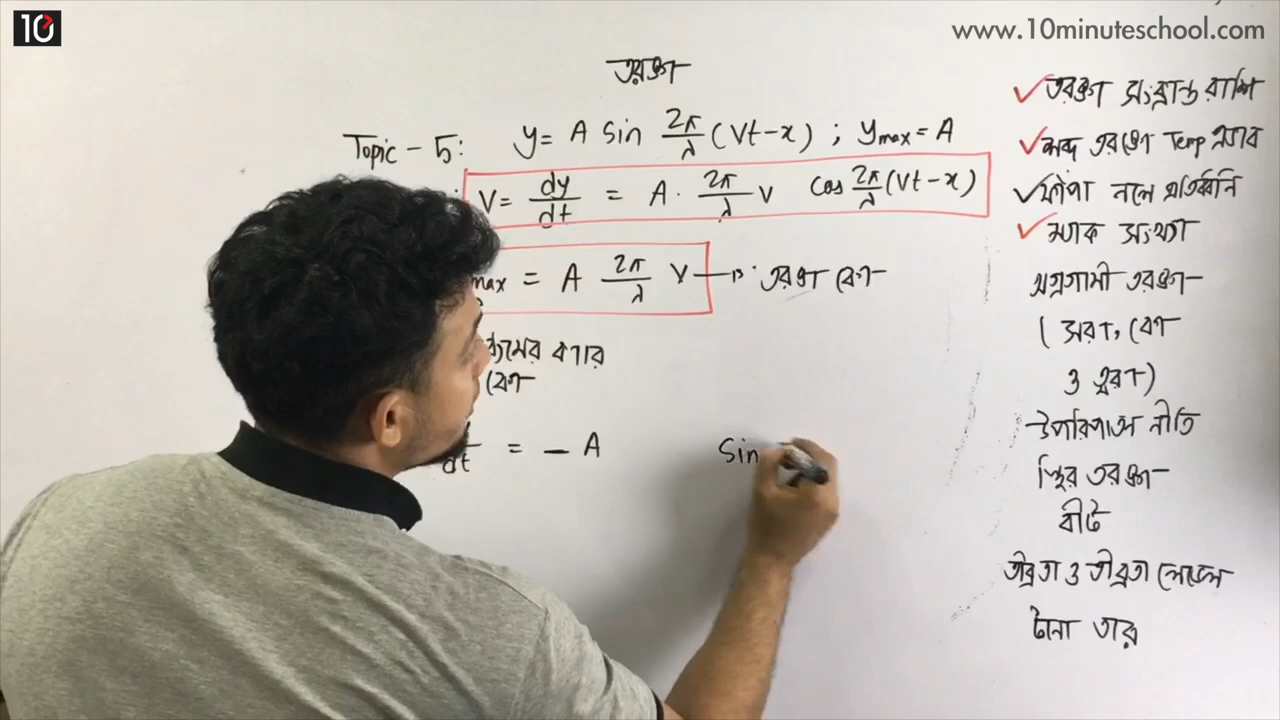 10
www.10minuteschool.com
তরঙ্গ
Topic - 5: y = A sin 2π/λ (vt - x) ; y max = A
V = dy/dt = A · 2π/λ v cos 2π/λ (vt - x)
max = A 2π/λ v → তরঙ্গ বেগ
কণার
বেগ
dt = - A sin
✓ তরঙ্গ সংক্রান্ত রাশি
✓ শব্দ তরঙ্গে Temp প্রভাব
✓ ফাঁপা নলে প্রতিধ্বনি
✓ ম্যাক সংখ্যা
অগ্রগামী তরঙ্গ
( সরণ, বেগ
ও ত্বরণ )
উপরিপাতন নীতি
স্থির তরঙ্গ
বীট
তীব্রতা ও তীব্রতা লেভেল
টানা তার